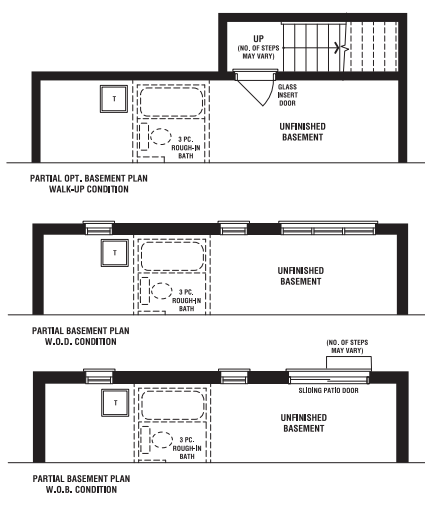 UP
(NO. OF STEPS
MAY VARY)
GLASS
INSERT
DOOR
T
3 PC.
ROUGH-IN
BATH
UNFINISHED
BASEMENT
PARTIAL OPT. BASEMENT PLAN
WALK-UP CONDITION
T
3 PC.
ROUGH-IN
BATH
UNFINISHED
BASEMENT
PARTIAL BASEMENT PLAN
W.O.D. CONDITION
(NO. OF STEPS
MAY VARY)
SLIDING PATIO DOOR
T
3 PC.
ROUGH-IN
BATH
UNFINISHED
BASEMENT
PARTIAL BASEMENT PLAN
W.O.B. CONDITION